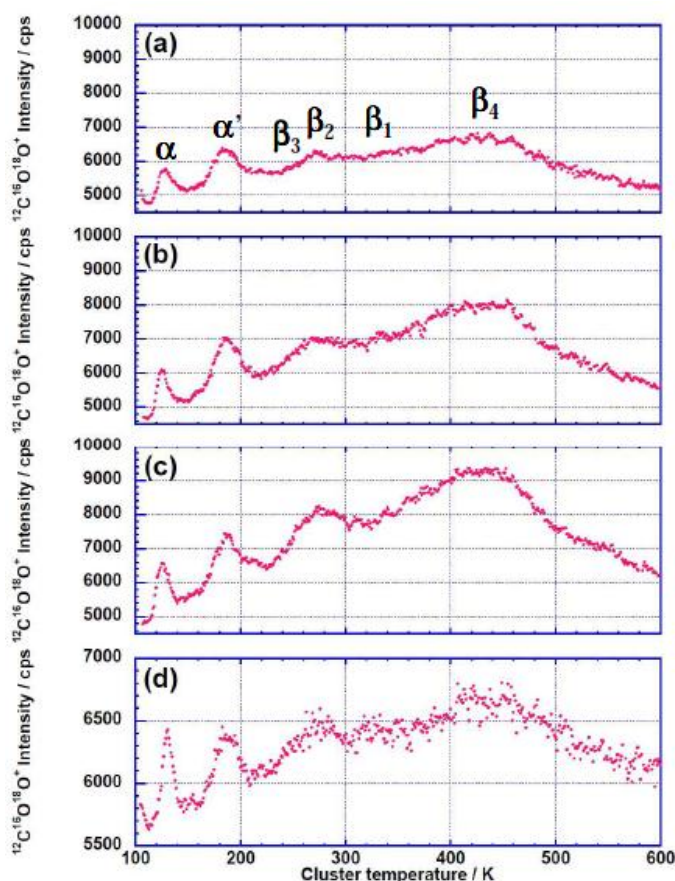 10000
9000
8000
7000
6000
5000
(a)
α α' β₃ β₂ β₁ β₄
¹²C¹⁶O¹⁸O⁺ Intensity / cps
10000
9000
8000
7000
6000
5000
(b)
¹²C¹⁶O¹⁸O⁺ Intensity / cps
10000
9000
8000
7000
6000
5000
(c)
¹²C¹⁶O¹⁸O⁺ Intensity / cps
7000
6500
6000
5500
(d)
¹²C¹⁶O¹⁸O⁺ Intensity / cps
100 200 300 400 500 600
Cluster temperature / K